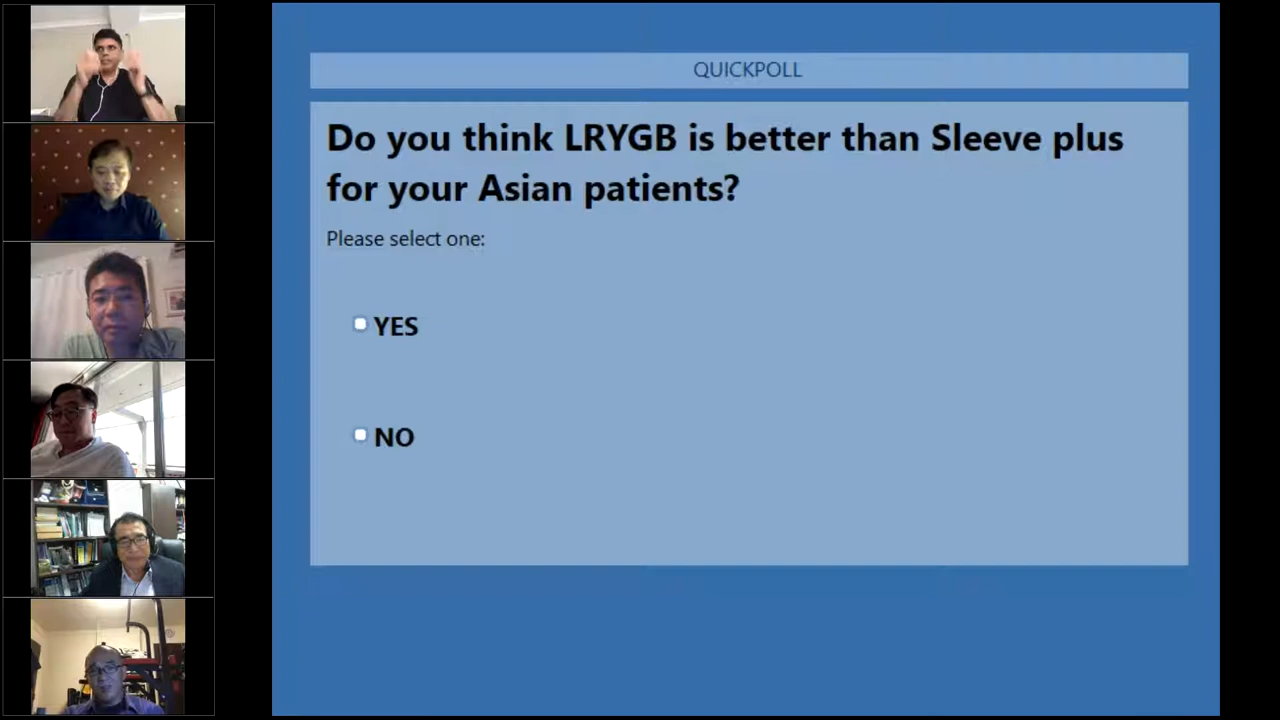 QUICKPOLL
Do you think LRYGB is better than Sleeve plus
for your Asian patients?
Please select one:
YES
NO